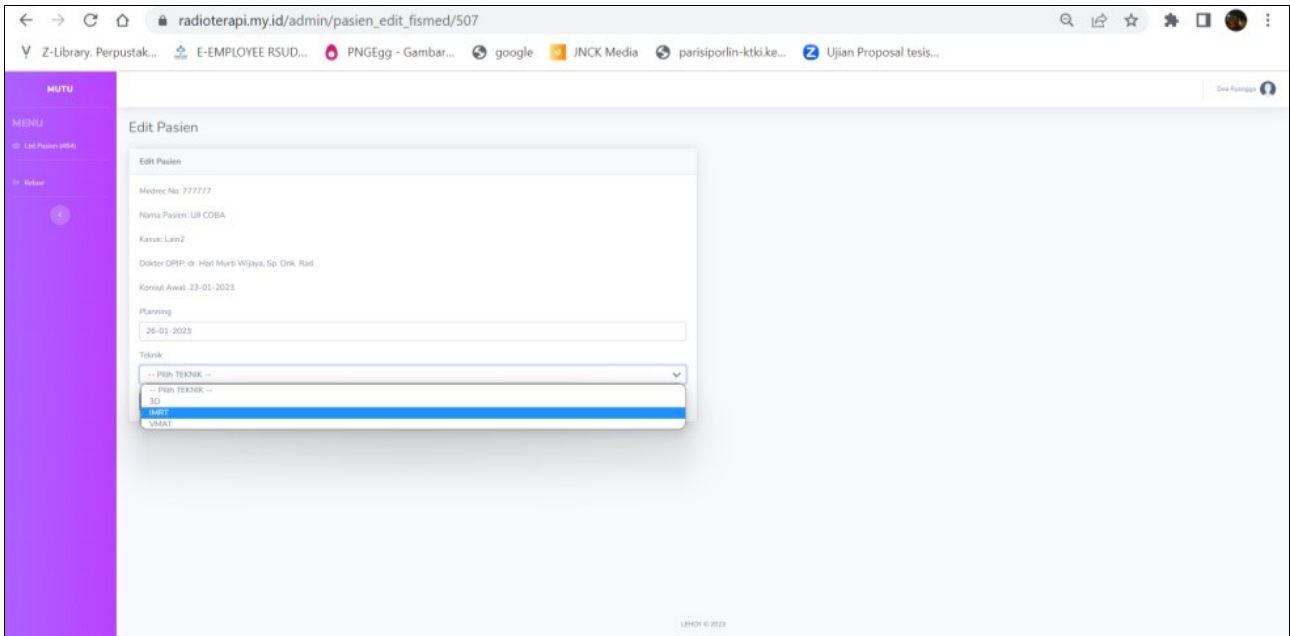 radioterapi.my.id/admin/pasien_edit_fismed/507
Z-Library. Perpustak... E-EMPLOYEE RSUD... PNGEgg - Gambar... google JNCK Media parisiporlin-ktki.ke... Ujian Proposal tesis...
MUTU
MENU
List Pasien (464)
Keluar
Edit Pasien
Edit Pasien
Medrec No: 777777
Nama Pasien: UJI COBA
Kasus: Lain2
Dokter DPJP: dr. Hari Murti Wijaya, Sp. Onk. Rad
Konsul Awal: 23-01-2023
Planning
26-01-2023
Teknik
-- Pilih TEKNIK --
-- Pilih TEKNIK --
3D
IMRT
VMAT